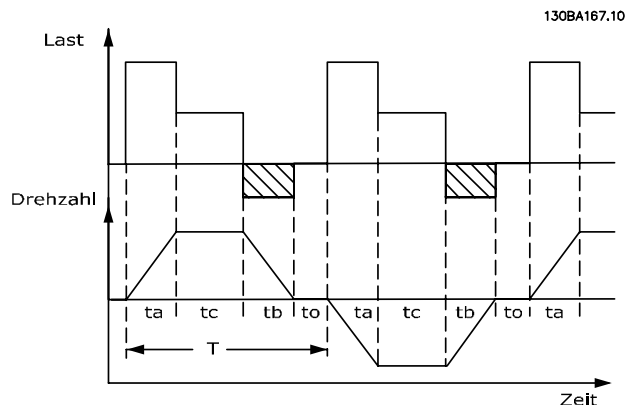 130BA167.10
Last
Drehzahl
ta tc tb to ta tc tb to ta
T
Zeit